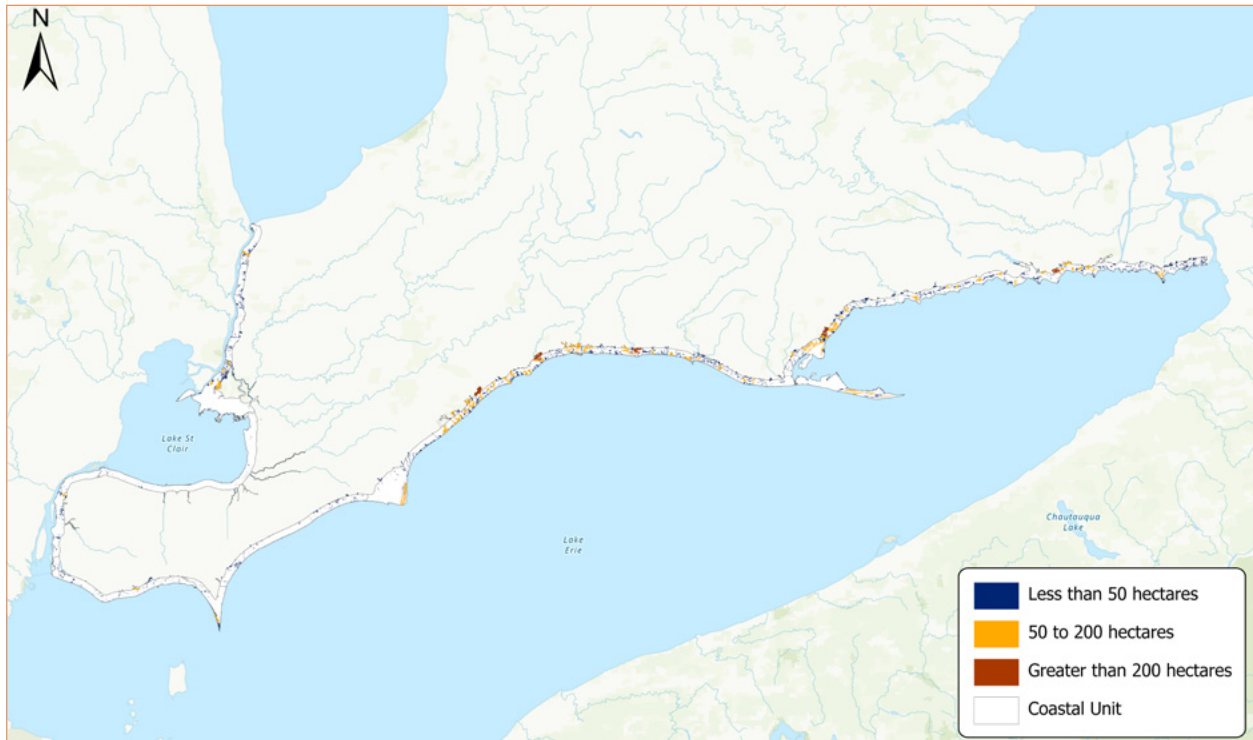 N
Lake St
Clair
Lake
Erie
Chautauqua
Lake
Less than 50 hectares
50 to 200 hectares
Greater than 200 hectares
Coastal Unit